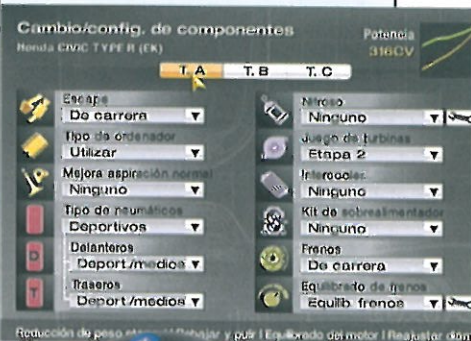 Cambio/config. de componentes
Honda CIVIC TYPE R (EK)
Potencia
316CV
T. A
T. B
T. C
Escape
De carrera
Tipo de ordenador
Utilizar
Mejora aspiración normal
Ninguno
Tipo de neumáticos
Deportivos
D
Delanteros
Deport/medios
T
Traseros
Deport/medios
Nitroso
Ninguno
Juego de turbinas
Etapa 2
Intercooler
Ninguno
Kit de sobrealimentador
Ninguno
Frenos
De carrera
Equilibrado de frenos
Equilib frenos
Reducción de peso Rebajar y pulir | Equilibrado del motor | Reajustar